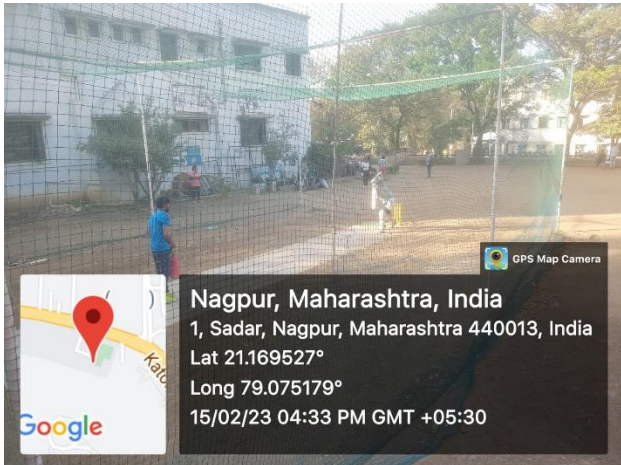 GPS Map Camera
Nagpur, Maharashtra, India
1, Sadar, Nagpur, Maharashtra 440013, India
Lat 21.169527°
Long 79.075179°
15/02/23 04:33 PM GMT +05:30
Kato
Google